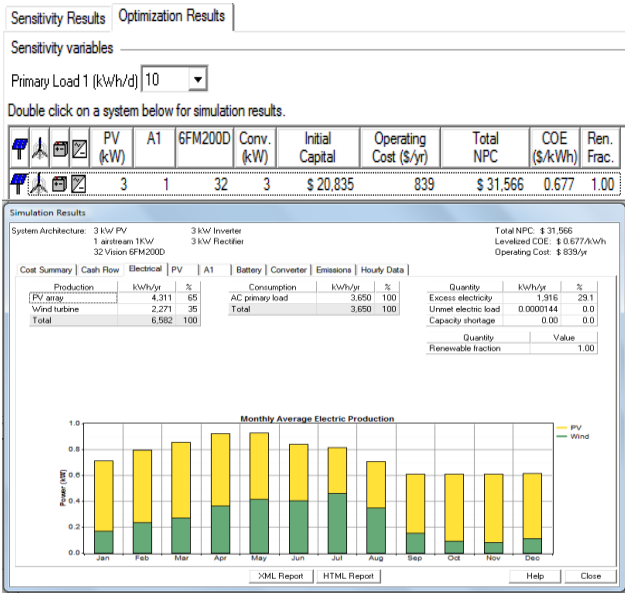 Sensitivity Results Optimization Results
Sensitivity variables
Primary Load 1 (kWh/d) 10
Double click on a system below for simulation results.
PV (kW) A1 6FM200D Conv. (kW) Initial Capital Operating Cost ($/yr) Total NPC COE ($/kWh) Ren. Frac.
3 1 32 3 $ 20,835 839 $ 31,566 0.677 1.00
Simulation Results
System Architecture: 3 kW PV 3 kW Inverter Total NPC: $ 31,566
1 airstream 1KW 3 kW Rectifier Levelized COE: $ 0.677/kWh
32 Vision 6FM200D Operating Cost: $ 839/yr
Cost Summary Cash Flow Electrical PV A1 Battery Converter Emissions Hourly Data
Production kWh/yr % Consumption kWh/yr % Quantity kWh/yr %
PV array 4,311 65 AC primary load 3,650 100 Excess electricity 1,916 29.1
Wind turbine 2,271 35 Total 3,650 100 Unmet electric load 0.0000144 0.0
Total 6,582 100 Capacity shortage 0.00 0.0
Quantity Value
Renewable fraction 1.00
Monthly Average Electric Production
PV
Wind
Power (kW)
1.0
0.8
0.6
0.4
0.2
0.0
Jan Feb Mar Apr May Jun Jul Aug Sep Oct Nov Dec
XML Report HTML Report Help Close